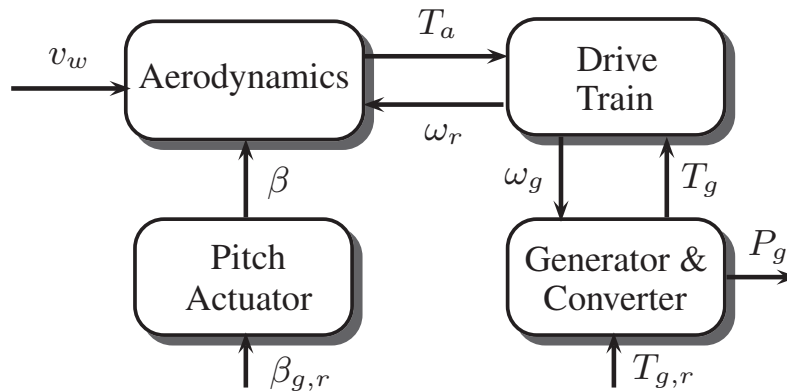 T_a
v_w
Aerodynamics
Drive
Train
ω_r
β
ω_g
T_g
Pitch
Actuator
Generator &
Converter
P_g
β_{g,r}
T_{g,r}